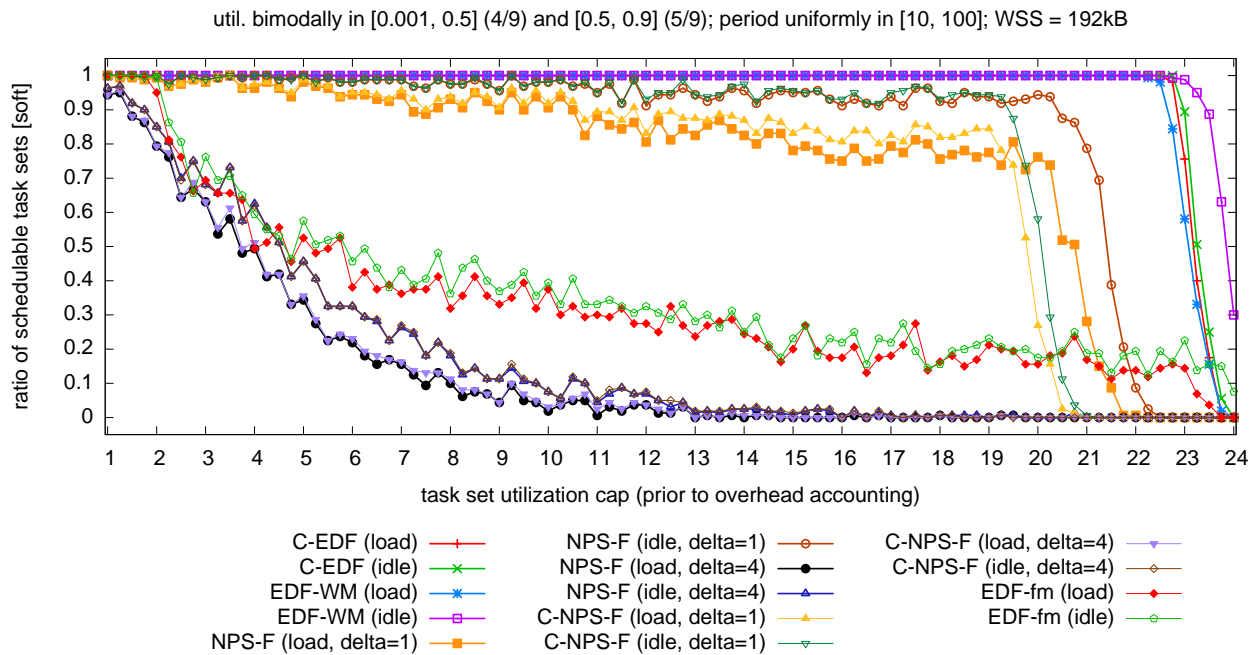 util. bimodally in [0.001, 0.5] (4/9) and [0.5, 0.9] (5/9); period uniformly in [10, 100]; WSS = 192kB
ratio of schedulable task sets [soft]
1
0.9
0.8
0.7
0.6
0.5
0.4
0.3
0.2
0.1
0
1 2 3 4 5 6 7 8 9 10 11 12 13 14 15 16 17 18 19 20 21 22 23 24
task set utilization cap (prior to overhead accounting)
C-EDF (load)
C-EDF (idle)
EDF-WM (load)
EDF-WM (idle)
NPS-F (load, delta=1)
NPS-F (idle, delta=1)
NPS-F (load, delta=4)
NPS-F (idle, delta=4)
C-NPS-F (load, delta=1)
C-NPS-F (idle, delta=1)
C-NPS-F (load, delta=4)
C-NPS-F (idle, delta=4)
EDF-fm (load)
EDF-fm (idle)